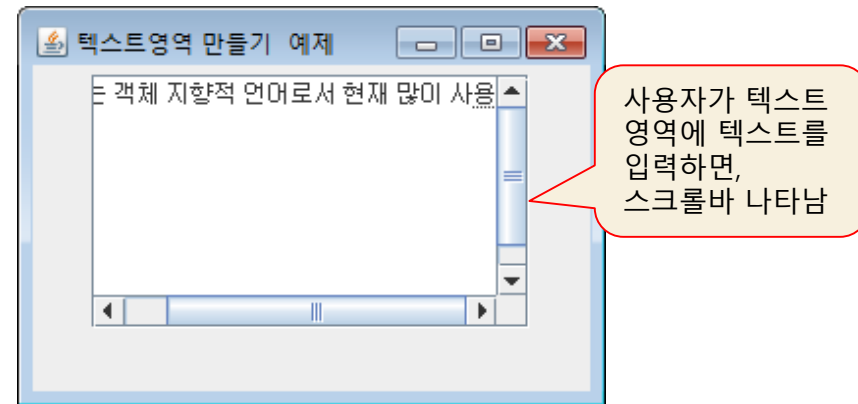 텍스트영역 만들기 예제
는 객체 지향적 언어로서 현재 많이 사용
사용자가 텍스트
영역에 텍스트를
입력하면,
스크롤바 나타남